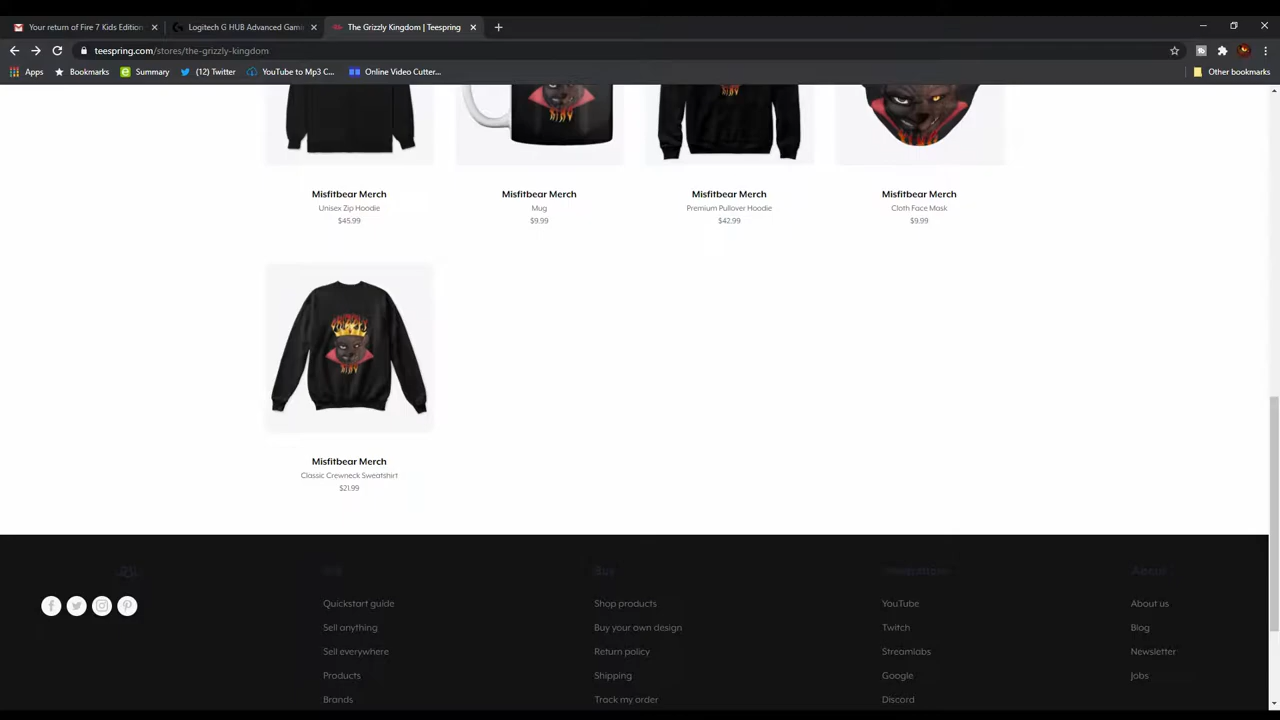 Your return of Fire 7 Kids Edition
Logitech G HUB Advanced Gami
The Grizzly Kingdom | Teespring
teespring.com/stores/the-grizzly-kingdom
Apps
Bookmarks
Summary
(12) Twitter
YouTube to Mp3 C...
Online Video Cutter...
Other bookmarks
Misfitbear Merch
Unisex Zip Hoodie
$45.99
Misfitbear Merch
Mug
$9.99
Misfitbear Merch
Premium Pullover Hoodie
$42.99
Misfitbear Merch
Cloth Face Mask
$9.99
Misfitbear Merch
Classic Crewneck Sweatshirt
$21.99
Quickstart guide
Sell anything
Sell everywhere
Products
Brands
Buy
Shop products
Buy your own design
Return policy
Shipping
Track my order
YouTube
Twitch
Streamlabs
Google
Discord
About
About us
Blog
Newsletter
Jobs